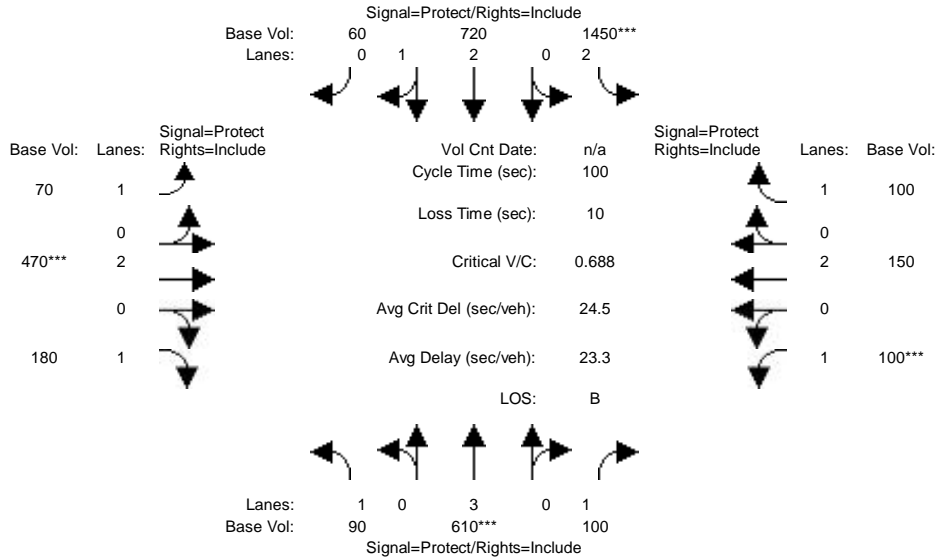 Signal=Protect/Rights=Include
Base Vol: 60 720 1450***
Lanes: 0 1 2 0 2
Signal=Protect
Base Vol: Lanes: Rights=Include
Vol Cnt Date: n/a
Signal=Protect
Rights=Include Lanes: Base Vol:
Cycle Time (sec): 100
70 1
1 100
Loss Time (sec): 10
0
0
470*** 2
Critical V/C: 0.688
2 150
0
Avg Crit Del (sec/veh): 24.5
0
180 1
Avg Delay (sec/veh): 23.3
1 100***
LOS: B
Lanes: 1 0 3 0 1
Base Vol: 90 610*** 100
Signal=Protect/Rights=Include